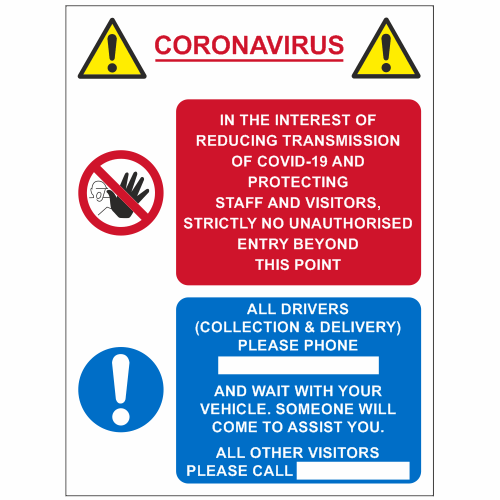 CORONAVIRUS
IN THE INTEREST OF
REDUCING TRANSMISSION
OF COVID-19 AND
PROTECTING
STAFF AND VISITORS,
STRICTLY NO UNAUTHORISED
ENTRY BEYOND
THIS POINT
ALL DRIVERS
(COLLECTION & DELIVERY)
PLEASE PHONE
AND WAIT WITH YOUR
VEHICLE. SOMEONE WILL
COME TO ASSIST YOU.
ALL OTHER VISITORS
PLEASE CALL